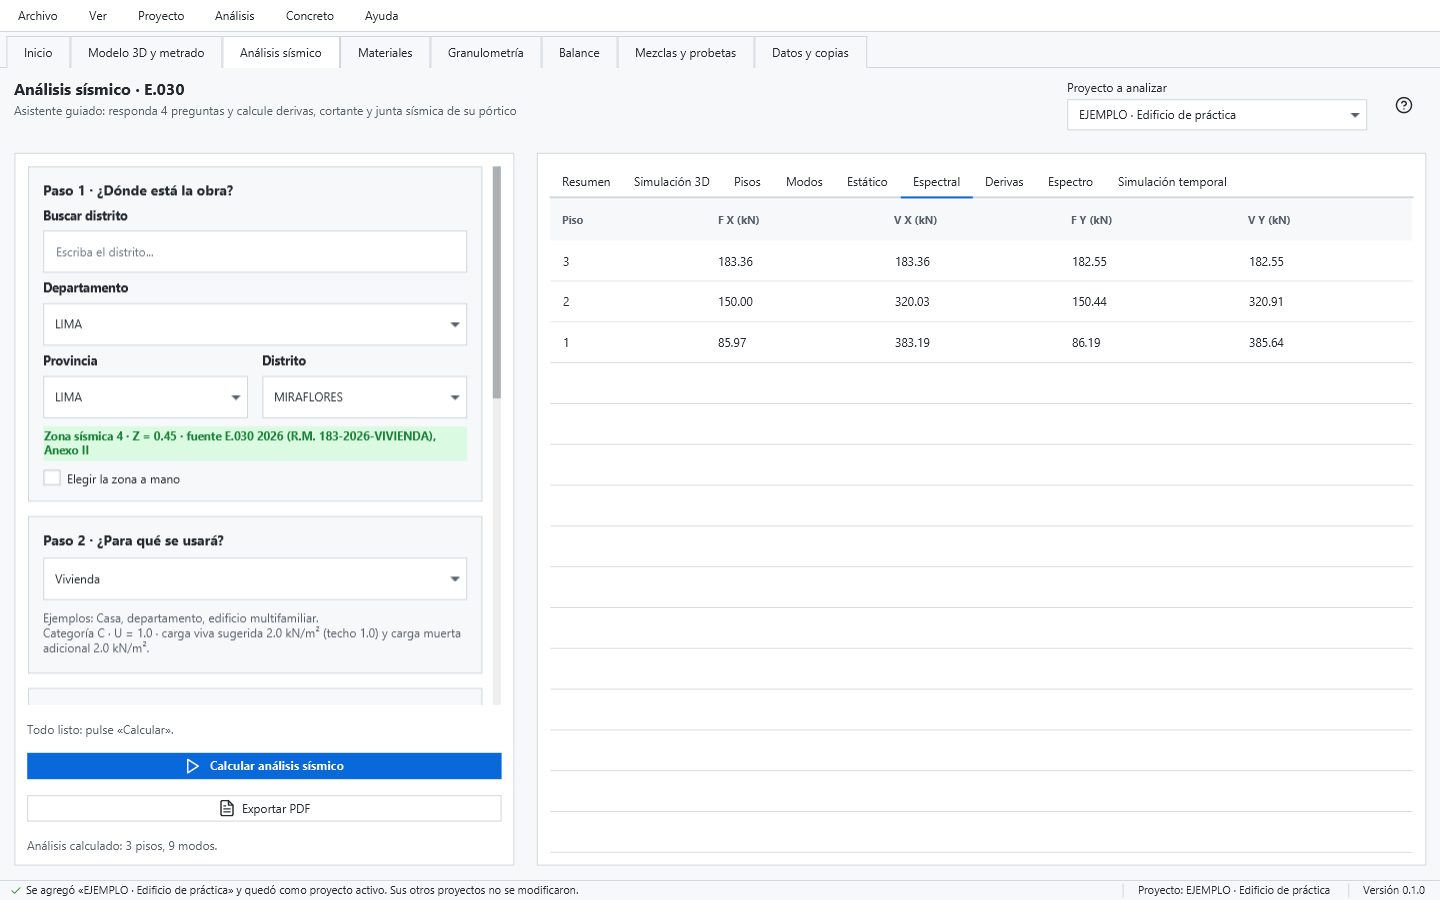 Archivo Ver Proyecto Análisis Concreto Ayuda
Inicio Modelo 3D y metrado Análisis sísmico Materiales Granulometría Balance Mezclas y probetas Datos y copias
Análisis sísmico · E.030
Asistente guiado: responda 4 preguntas y calcule derivas, cortante y junta sísmica de su pórtico
Proyecto a analizar
EJEMPLO · Edificio de práctica
Paso 1 · ¿Dónde está la obra?
Buscar distrito
Escriba el distrito...
Departamento
LIMA
Provincia Distrito
LIMA MIRAFLORES
Zona sísmica 4 · Z = 0.45 · fuente E.030 2026 (R.M. 183-2026-VIVIENDA),
Anexo II
Elegir la zona a mano
Paso 2 · ¿Para qué se usará?
Vivienda
Ejemplos: Casa, departamento, edificio multifamiliar.
Categoría C · U = 1.0 · carga viva sugerida 2.0 kN/m² (techo 1.0) y carga muerta
adicional 2.0 kN/m².
Todo listo: pulse «Calcular».
Calcular análisis sísmico
Exportar PDF
Análisis calculado: 3 pisos, 9 modos.
Resumen Simulación 3D Pisos Modos Estático Espectral Derivas Espectro Simulación temporal
Piso F X (kN) V X (kN) F Y (kN) V Y (kN)
3 183.36 183.36 182.55 182.55
2 150.00 320.03 150.44 320.91
1 85.97 383.19 86.19 385.64
Se agregó «EJEMPLO · Edificio de práctica» y quedó como proyecto activo. Sus otros proyectos no se modificaron.
Proyecto: EJEMPLO · Edificio de práctica Versión 0.1.0